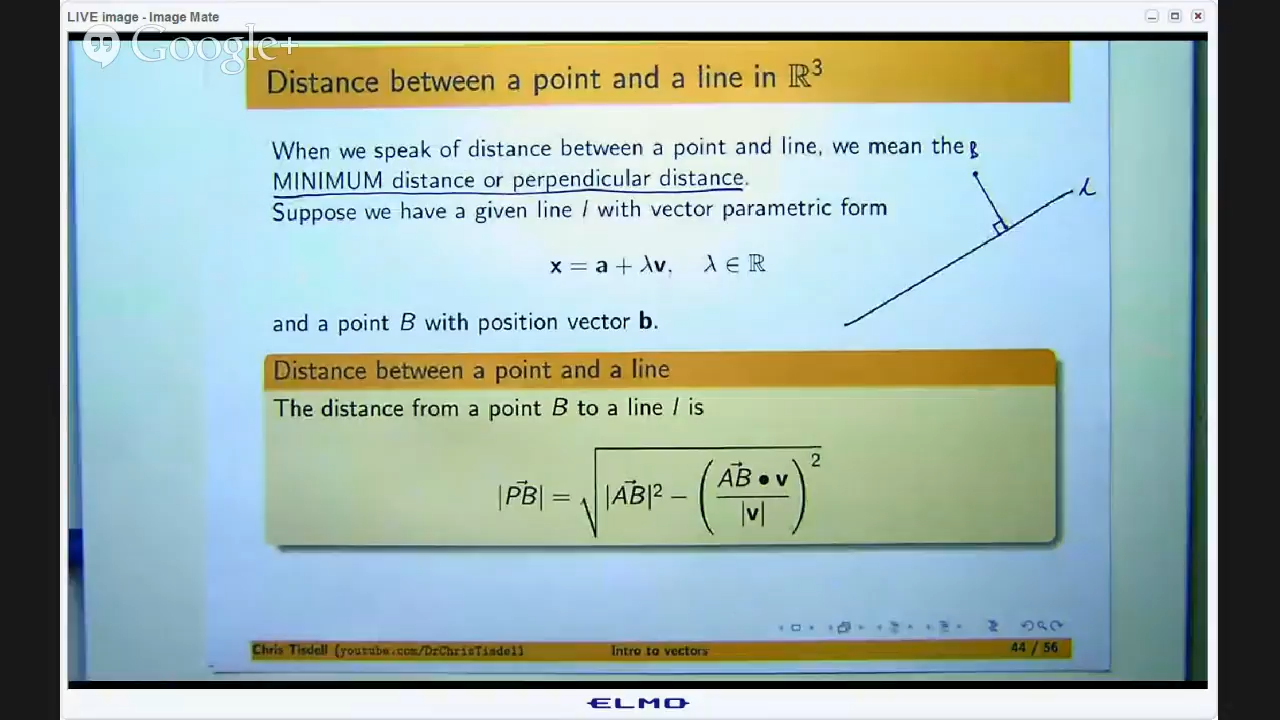 LIVE image - Image Mate
Google+
Distance between a point and a line in ℝ³
When we speak of distance between a point and line, we mean the
B
MINIMUM distance or perpendicular distance.
l
Suppose we have a given line l with vector parametric form
x = a + λv, λ ∈ ℝ
and a point B with position vector b.
Distance between a point and a line
The distance from a point B to a line l is
|PB⃗| = √(|AB⃗|² − (AB⃗ • v / |v|)²)
Chris Tisdell (youtube.com/DrChrisTisdell) Intro to vectors 44 / 56
ELMO